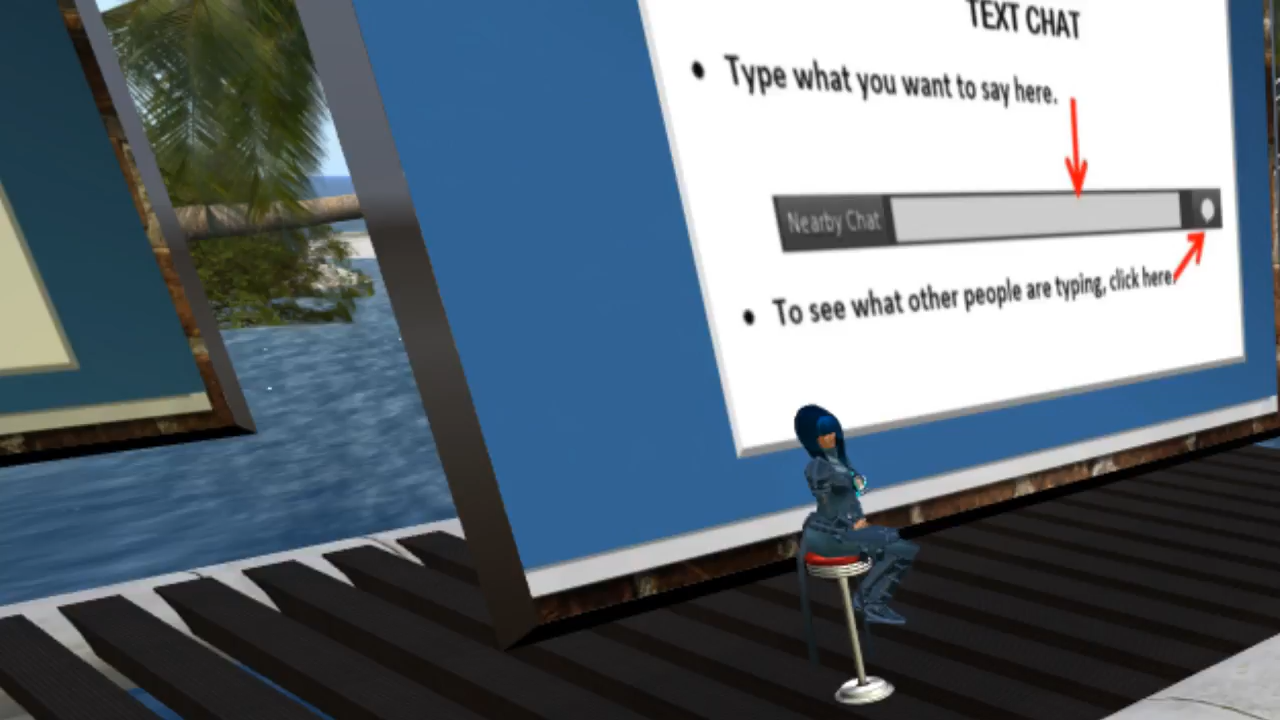 TEXT CHAT
• Type what you want to say here.
Nearby Chat
• To see what other people are typing, click here.